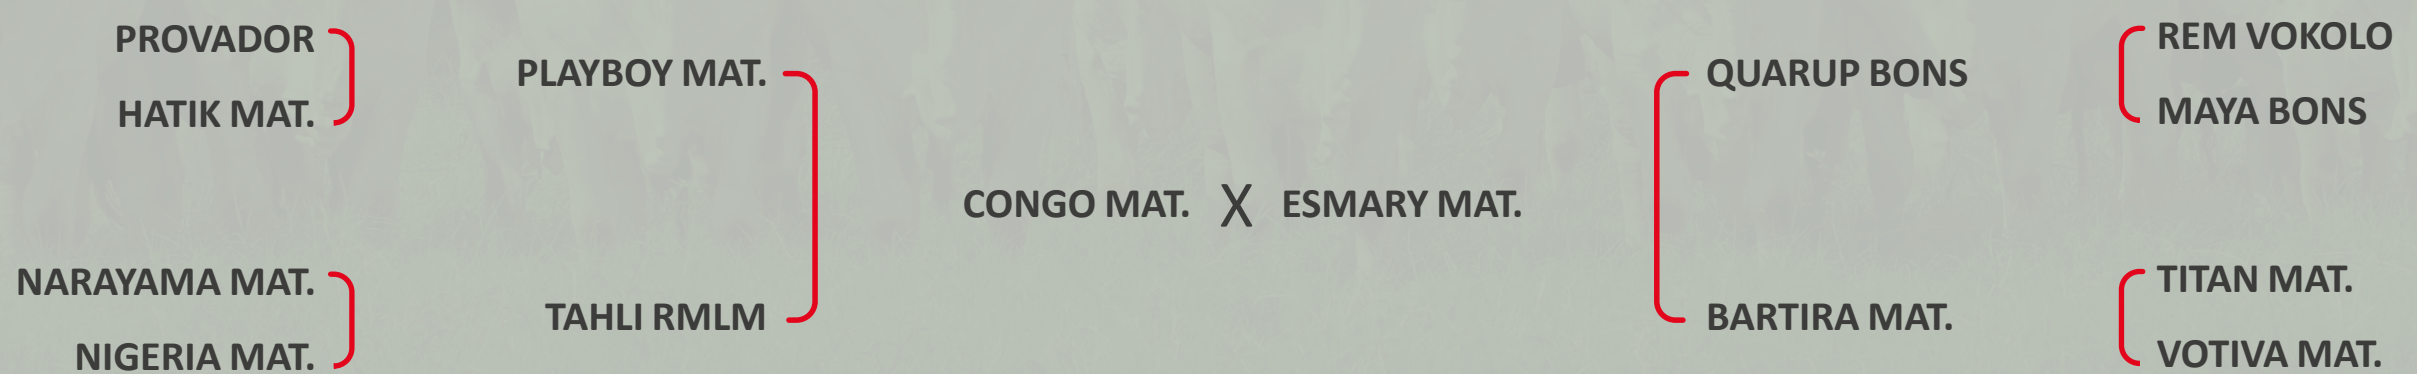 PROVADOR
HATIK MAT.
NARAYAMA MAT.
NIGERIA MAT.
PLAYBOY MAT.
TAHLI RMLM
CONGO MAT. X ESMARY MAT.
QUARUP BONS
BARTIRA MAT.
REM VOKOLO
MAYA BONS
TITAN MAT.
VOTIVA MAT.